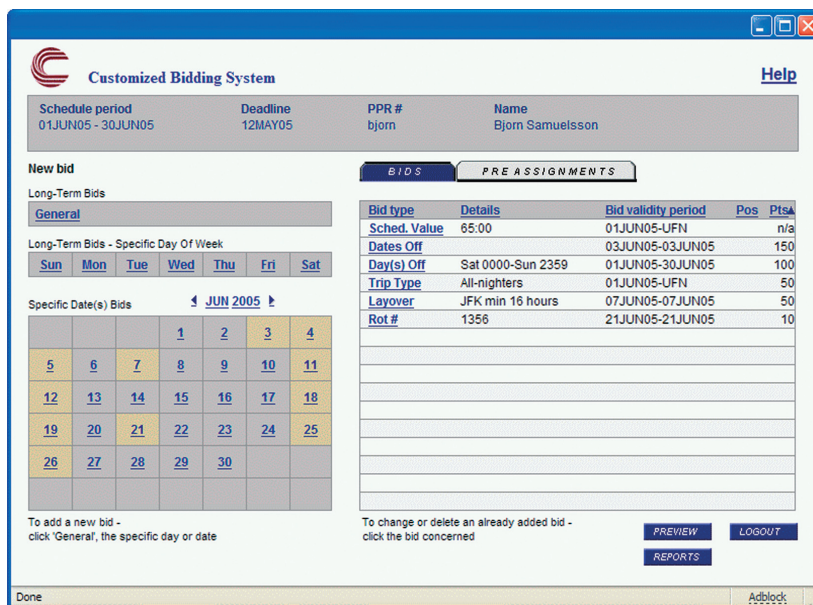 Customized Bidding System
Help
Schedule period Deadline PPR # Name
01JUN05 - 30JUN05 12MAY05 bjorn Bjorn Samuelsson
New bid
Long-Term Bids
General
Long-Term Bids - Specific Day Of Week
Sun Mon Tue Wed Thu Fri Sat
Specific Date(s) Bids JUN 2005
1 2 3 4
5 6 7 8 9 10 11
12 13 14 15 16 17 18
19 20 21 22 23 24 25
26 27 28 29 30
To add a new bid -
click 'General', the specific day or date
BIDS PRE ASSIGNMENTS
Bid type Details Bid validity period Pos Pts
Sched. Value 65:00 01JUN05-UFN n/a
Dates Off 03JUN05-03JUN05 150
Day(s) Off Sat 0000-Sun 2359 01JUN05-30JUN05 100
Trip Type All-nighters 01JUN05-UFN 50
Layover JFK min 16 hours 07JUN05-07JUN05 50
Rot # 1356 21JUN05-21JUN05 10
To change or delete an already added bid -
click the bid concerned
PREVIEW LOGOUT
REPORTS
Done Adblock